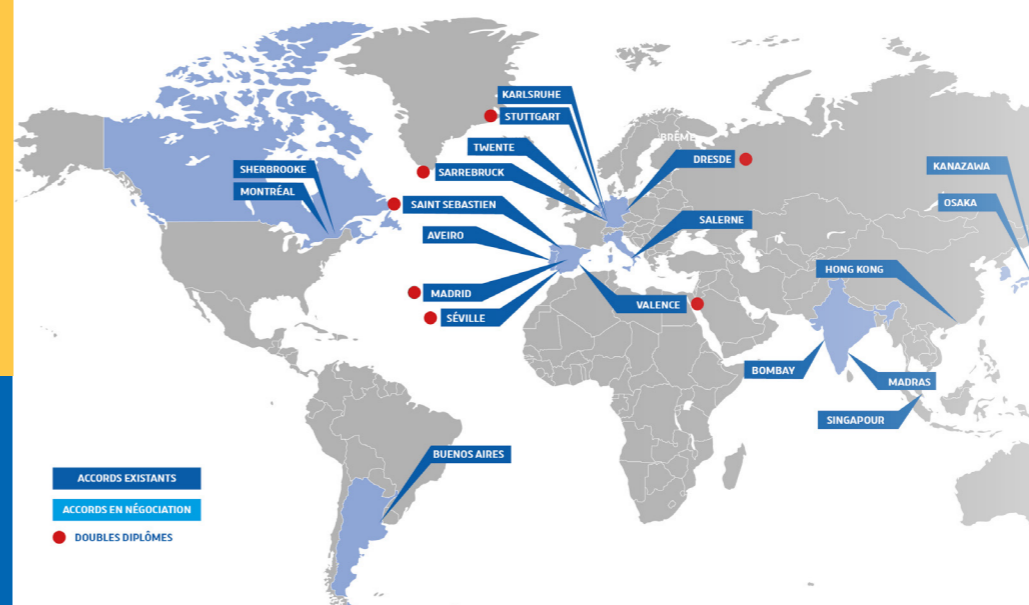 KARLSRUHE
STUTTGART
BRÊME
TWENTE
DRESDE
SHERBROOKE
SARREBRUCK
KANAZAWA
MONTRÉAL
SAINT SEBASTIEN
OSAKA
SALERNE
AVEIRO
HONG KONG
MADRID
VALENCE
SÉVILLE
BOMBAY
MADRAS
SINGAPOUR
BUENOS AIRES
ACCORDS EXISTANTS
ACCORDS EN NÉGOCIATION
DOUBLES DIPLÔMES